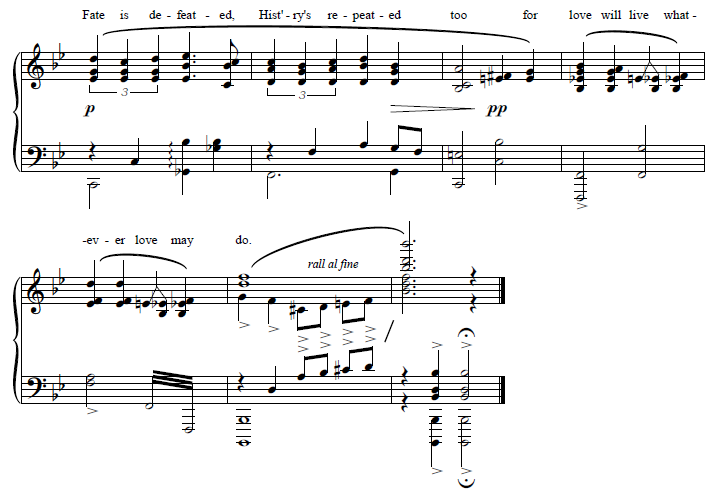 Fate is de - feat - ed, Hist' - ry's re - peat - ed too for love will live what-
3 3
p pp
-ev - er love may do.
rall al fine